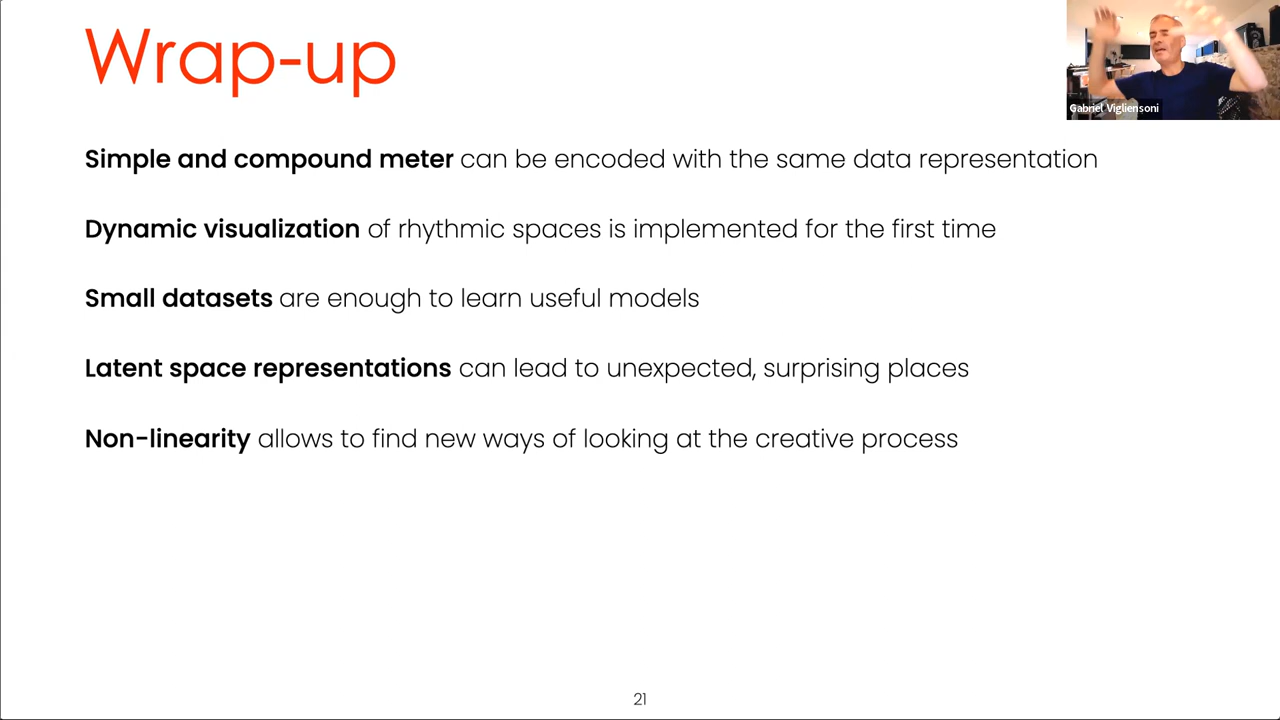 Wrap-up
Gabriel Vigliensoni
Simple and compound meter can be encoded with the same data representation
Dynamic visualization of rhythmic spaces is implemented for the first time
Small datasets are enough to learn useful models
Latent space representations can lead to unexpected, surprising places
Non-linearity allows to find new ways of looking at the creative process
21